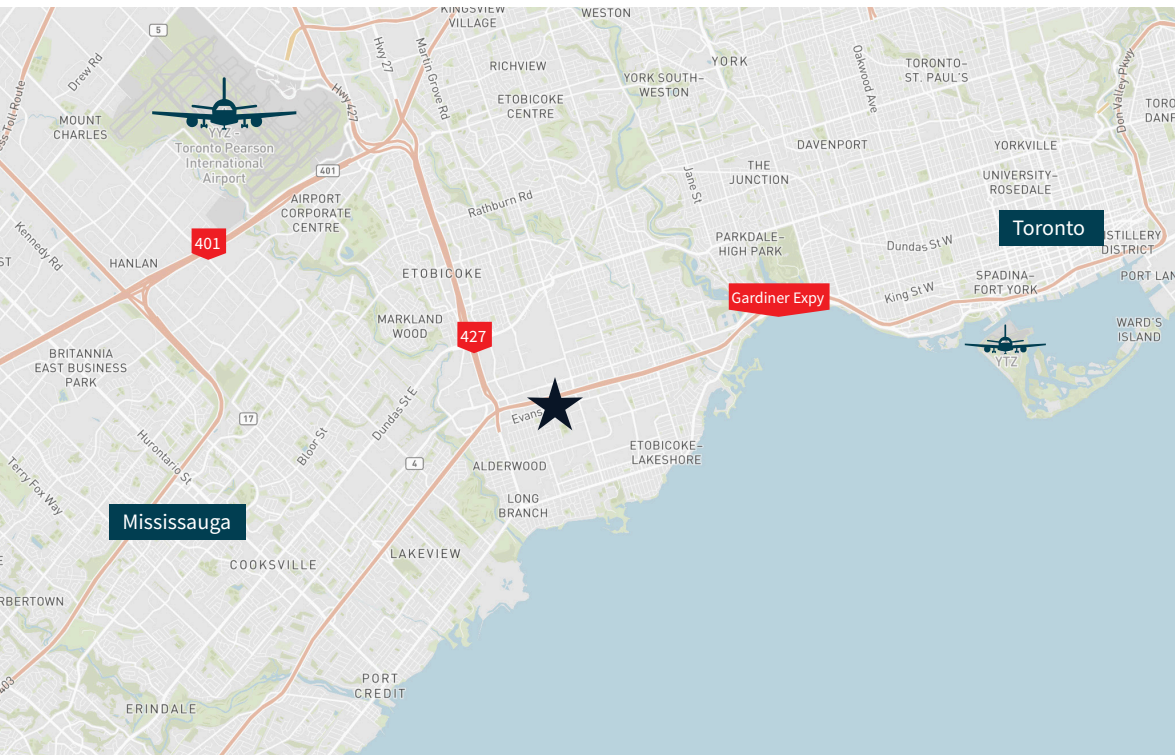 KINGSVIEW
VILLAGE
WESTON
5
Hwy 27
Martin Grove Rd
RICHVIEW
YORK
Oakwood Ave
TORONTO–
ST. PAUL'S
Don Valley Pkwy
Drew Rd
YORK SOUTH–
WESTON
Hwy 427
ETOBICOKE
CENTRE
MOUNT
CHARLES
YYZ –
Toronto Pearson
International
Airport
DAVENPORT
YORKVILLE
THE
JUNCTION
401
Jane St
UNIVERSITY–
ROSEDALE
AIRPORT
CORPORATE
CENTRE
Rathburn Rd
Toronto
401
Kennedy Rd
HANLAN
PARKDALE–
HIGH PARK
Dundas St W
DISTRICT
ETOBICOKE
SPADINA–
FORT YORK
Gardiner Expy
King St W
MARKLAND
WOOD
427
WARD'S
ISLAND
YTZ
BRITANNIA
EAST BUSINESS
PARK
Dundas St E
Evans
17
Bloor St
Hurontario St
ETOBICOKE–
LAKESHORE
4
ALDERWOOD
Terry Fox Way
LONG
BRANCH
Mississauga
LAKEVIEW
COOKSVILLE
PORT
CREDIT
403
ERINDALE